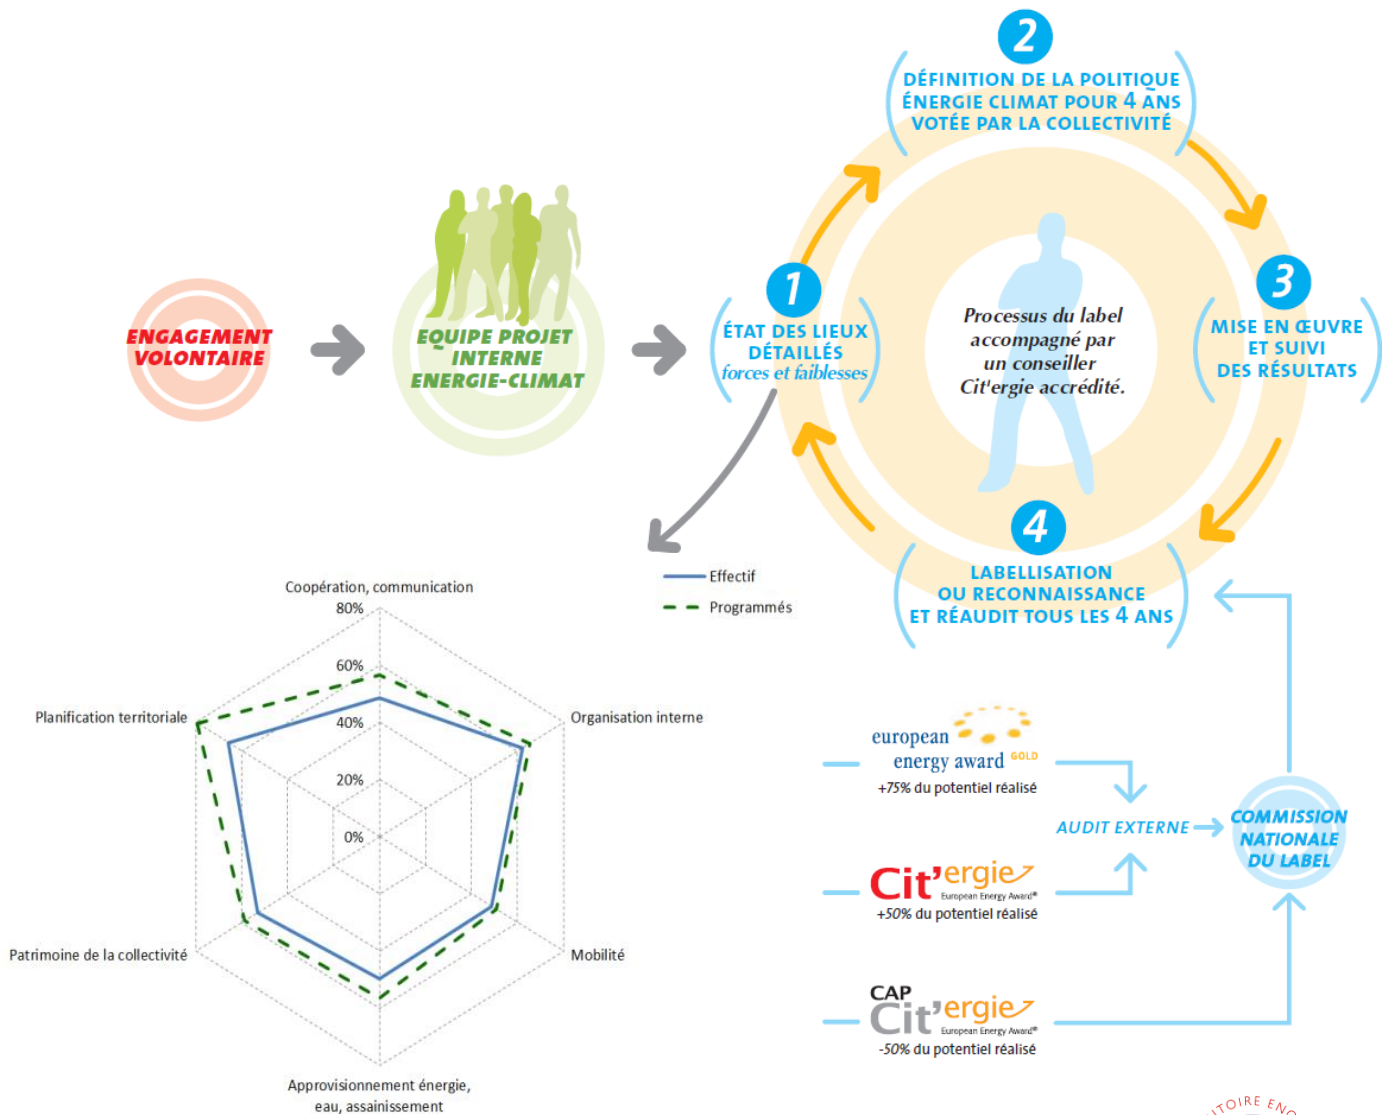 2
DÉFINITION DE LA POLITIQUE
ÉNERGIE CLIMAT POUR 4 ANS
VOTÉE PAR LA COLLECTIVITÉ
ENGAGEMENT
VOLONTAIRE
EQUIPE PROJET
INTERNE
ENERGIE-CLIMAT
1
ÉTAT DES LIEUX
DÉTAILLÉS
forces et faiblesses
Processus du label
accompagné par
un conseiller
Cit'ergie accrédité.
3
MISE EN ŒUVRE
ET SUIVI
DES RÉSULTATS
4
LABELLISATION
OU RECONNAISSANCE
ET RÉAUDIT TOUS LES 4 ANS
Effectif
Programmés
Coopération, communication
80%
60%
40%
20%
0%
Planification territoriale
Organisation interne
Patrimoine de la collectivité
Mobilité
Approvisionnement énergie,
eau, assainissement
european
energy award GOLD
+75% du potentiel réalisé
AUDIT EXTERNE
COMMISSION
NATIONALE
DU LABEL
Cit'ergie
European Energy Award®
+50% du potentiel réalisé
CAP
Cit'ergie
European Energy Award®
-50% du potentiel réalisé